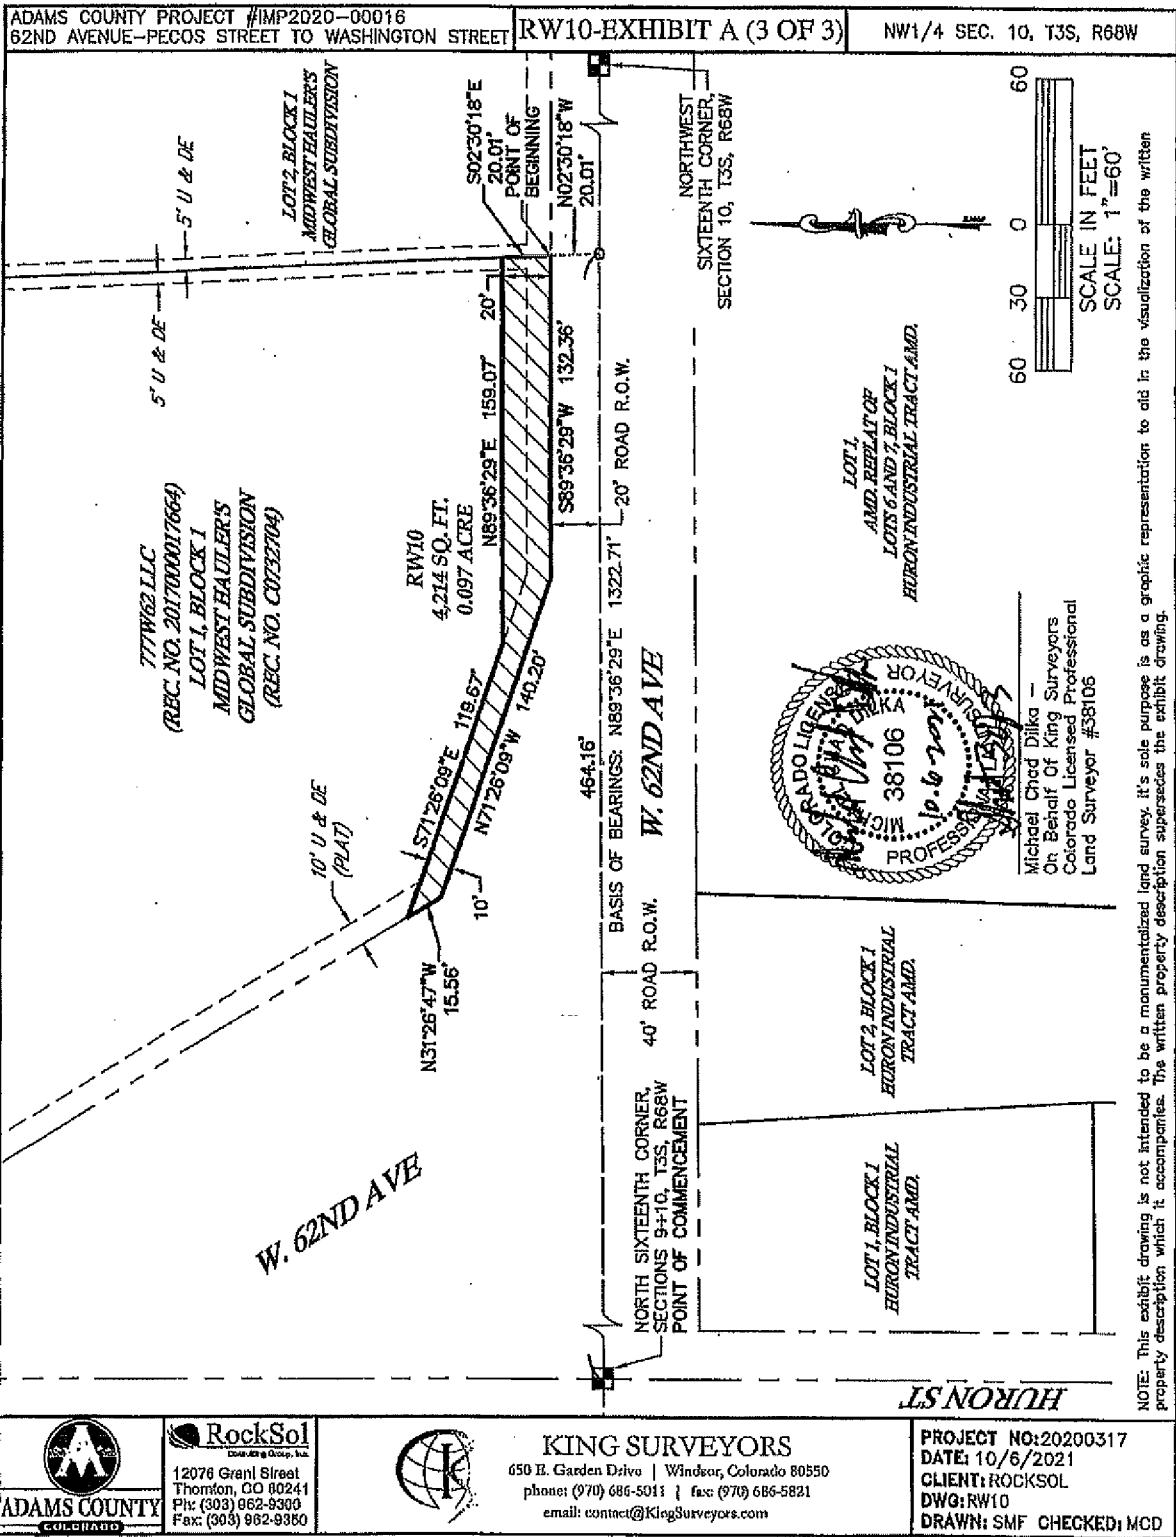 ADAMS COUNTY PROJECT #IMP2020-00016
62ND AVENUE-PECOS STREET TO WASHINGTON STREET
RW10-EXHIBIT A (3 OF 3)
NW1/4 SEC. 10, T3S, R68W
LOT 2, BLOCK 1
MIDWEST HAULER'S
GLOBAL SUBDIVISION
5' U & DE
5' U & DE
S02°30'18"E
20.01'
POINT OF
BEGINNING
N02°30'18"W
20.01'
NORTHWEST
SIXTEENTH CORNER,
SECTION 10, T3S, R68W
60 30 0 60
SCALE IN FEET
SCALE: 1"=60'
777W62 LLC
(REC. NO. 2017000017664)
LOT 1, BLOCK 1
MIDWEST HAULER'S
GLOBAL SUBDIVISION
(REC. NO. C0732704)
RW10
4,214 SQ. FT.
0.097 ACRE
20'
N89°36'29"E 159.07'
S89°36'29"W 132.36'
20' ROAD R.O.W.
S71°26'09"E 119.67'
N71°26'09"W 140.20'
10' U & DE
(PLAT)
10'
N31°26'47"W
15.56'
464.16'
BASIS OF BEARINGS: N89°36'29"E 1322.71'
W. 62ND AVE
40' ROAD R.O.W.
W. 62ND AVE
NORTH SIXTEENTH CORNER,
SECTIONS 9+10, T3S, R68W
POINT OF COMMENCEMENT
LOT 1,
AMD. REPLAT OF
LOTS 6 AND 7, BLOCK 1
HURON INDUSTRIAL TRACT AMD.
COLORADO LICENSED
MICHAEL CHAD DILKA
38106
PROFESSIONAL LAND SURVEYOR
Michael Chad Dilka –
On Behalf Of King Surveyors
Colorado Licensed Professional
Land Surveyor #38106
LOT 2, BLOCK 1
HURON INDUSTRIAL
TRACT AMD.
LOT 1, BLOCK 1
HURON INDUSTRIAL
TRACT AMD.
HURON ST
NOTE: This exhibit drawing is not intended to be a monumentalized land survey. it's sole purpose is as a graphic representation to aid in the visualization of the written
property description which it accompanies. The written property description supersedes the exhibit drawing.
ADAMS COUNTY
COLORADO
RockSol
Consulting Group, Inc.
12076 Grant Street
Thornton, CO 80241
Ph: (303) 962-9300
Fax: (303) 962-9350
KING SURVEYORS
650 E. Garden Drive | Windsor, Colorado 80550
phone: (970) 686-5011 | fax: (970) 686-5821
email: contact@KingSurveyors.com
PROJECT NO:20200317
DATE: 10/6/2021
CLIENT: ROCKSOL
DWG: RW10
DRAWN: SMF CHECKED: MCD